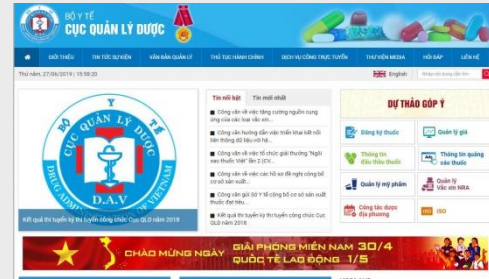 BỘ Y TẾ
CỤC QUẢN LÝ DƯỢC
GIỚI THIỆU TIN TỨC SỰ KIỆN VĂN BẢN QUẢN LÝ THỦ TỤC HÀNH CHÍNH DỊCH VỤ CÔNG TRỰC TUYẾN THƯ VIỆN MEDIA HỎI ĐÁP LIÊN HỆ
Thứ năm, 27/06/2019 | 15:58:20 English
BỘ Y TẾ
CỤC QUẢN LÝ DƯỢC
D.A.V
DRUG ADMINISTRATION OF VIETNAM
Kết quả thi tuyển kỳ thi tuyển công chức Cục QLD năm 2018
Tin nổi bật Tin mới nhất
Công văn về việc tăng cường nguồn cung
ứng của các loại vắc xin...
Công văn hướng dẫn việc triển khai kết nối
liên thông dữ liệu với hệ...
Công văn về việc tổ chức giải thưởng "Ngôi
sao thuốc Việt" lần 2 (CV...
Công văn về việc các hồ sơ đề nghị công bố
cơ sở sản xuất...
Công văn gửi Sở Y tế công bố cơ sở sản xuất
thuốc đạt tiêu...
Kết quả thi tuyển kỳ thi tuyển công chức Cục
QLD năm 2018
DỰ THẢO GÓP Ý
Đăng ký thuốc Quản lý giá
Thông tin
đấu thầu thuốc
Thông tin quảng
cáo thuốc
Quản lý mỹ phẩm
Quản lý
Vắc xin NRA
Công tác dược
địa phương
ISO
CHÀO MỪNG NGÀY GIẢI PHÓNG MIỀN NAM 30/4
QUỐC TẾ LAO ĐỘNG 1/5